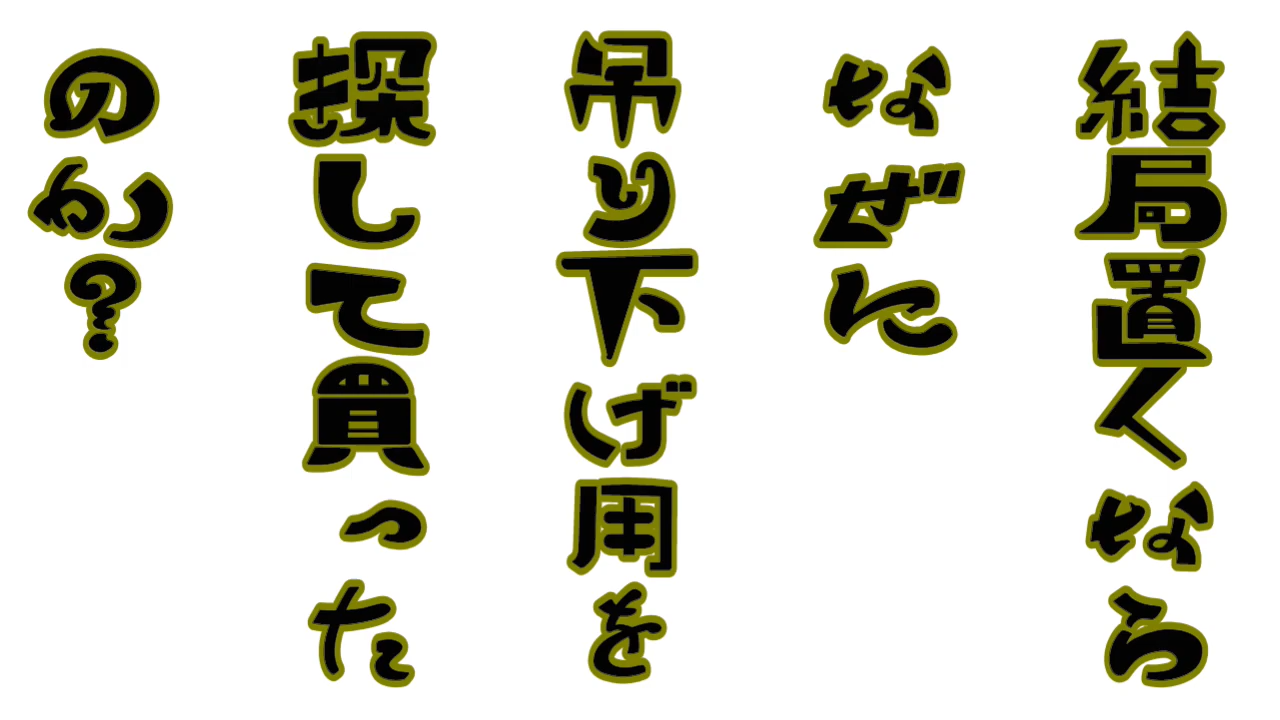 結局置くなら
なぜん
吊り下げ用を
探して買った
のか?